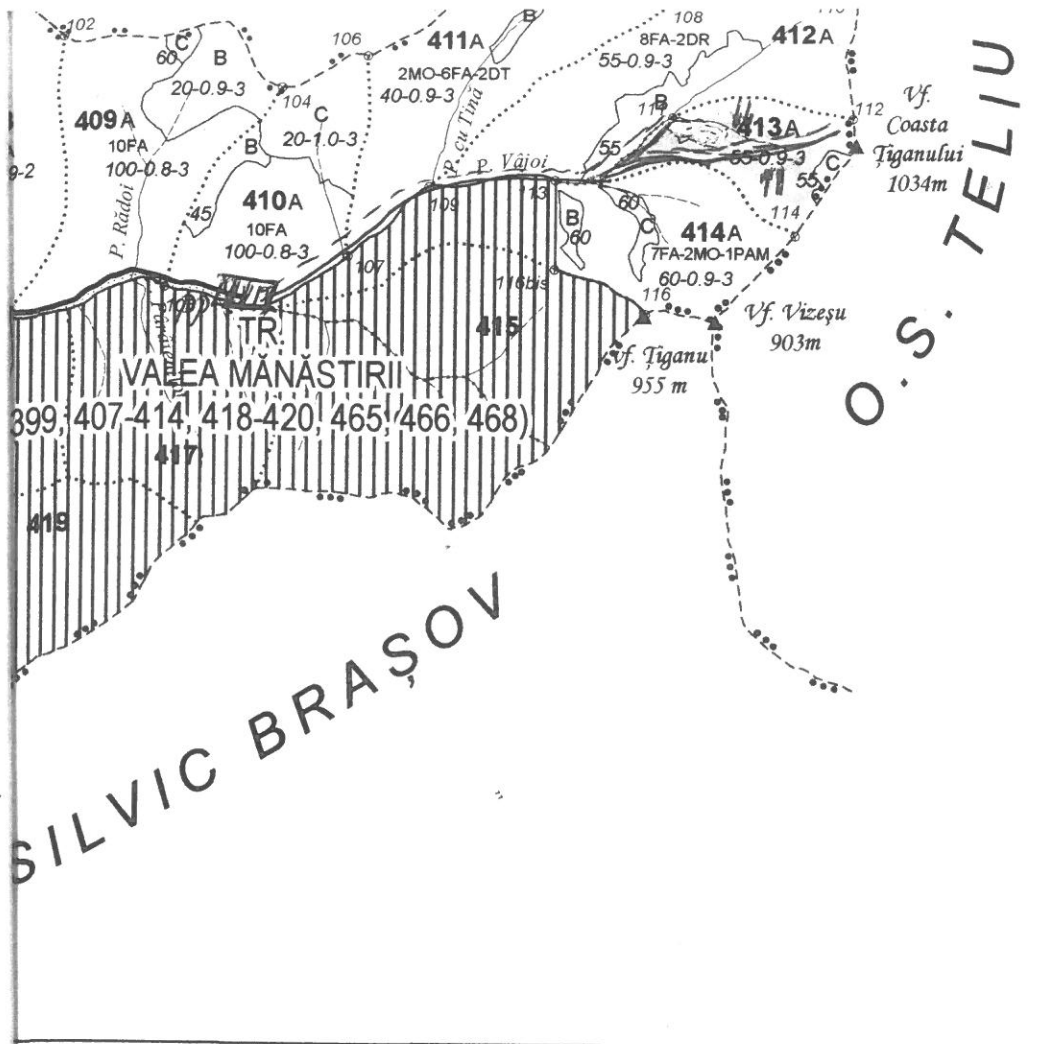 102
C
60
B
20-0.9-3
106
104
411A
2MO-6FA-2DT
40-0.9-3
B
P. cu Tină
108
8FA-2DR
55-0.9-3
412A
112
Vf.
Coasta
Țiganului
1034m
O.S. TELIU
409A
10FA
100-0.8-3
9-2
P. Rădoi
B
45
C
20-1.0-3
410A
10FA
100-0.8-3
P. Vâjoi
B
55
413A
55-0.9-3
55
C
109
113
107
B
60
60
C
414A
7FA-2MO-1PAM
60-0.9-3
114
116bis
116
Vf. Vizeșu
903m
Vf. Țiganu
955 m
415
ȚR
VALEA MĂNĂSTIRII
399, 407-414, 418-420, 465, 466, 468)
417
419
SILVIC BRAȘOV